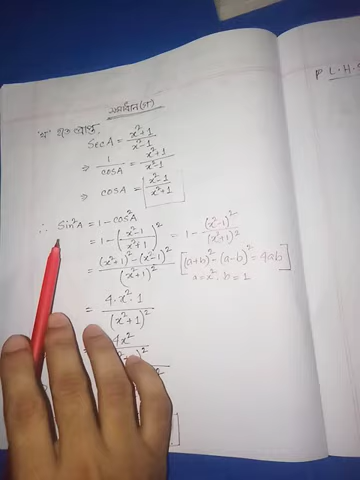 সমাধান(গ)
'খ' হতে প্রাপ্ত,
SecA = x²+1 / x²-1
⇒ 1 / cosA = x²+1 / x²-1
⇒ cosA = x²-1 / x²+1
∴ Sin²A = 1 - cos²A
= 1 - (x²-1 / x²+1)² = 1 - (x²-1)² / (x²+1)²
= (x²+1)² - (x²-1)² / (x²+1)² [(a+b)² - (a-b)² = 4ab]
a = x², b = 1
= 4·x²·1 / (x²+1)²
= 4x²
P L.H.S